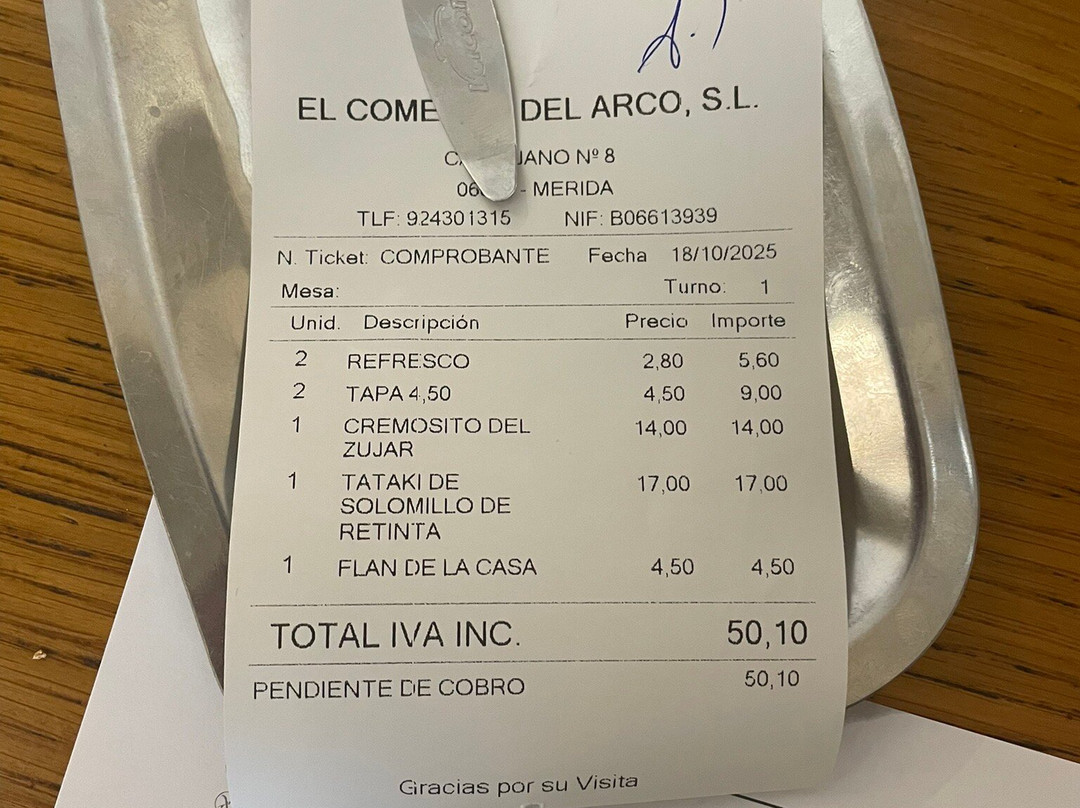 EL COME DEL ARCO, S.L.
JANO Nº 8
- MERIDA
TLF: 924301315 NIF: B06613939
N. Ticket: COMPROBANTE Fecha 18/10/2025
Mesa: Turno: 1
Unid. Descripción Precio Importe
2 REFRESCO 2,80 5,60
2 TAPA 4,50 4,50 9,00
1 CREMOSITO DEL 14,00 14,00
ZUJAR
1 TATAKI DE 17,00 17,00
SOLOMILLO DE
RETINTA
1 FLAN DE LA CASA 4,50 4,50
TOTAL IVA INC. 50,10
PENDIENTE DE COBRO 50,10
Gracias por su Visita